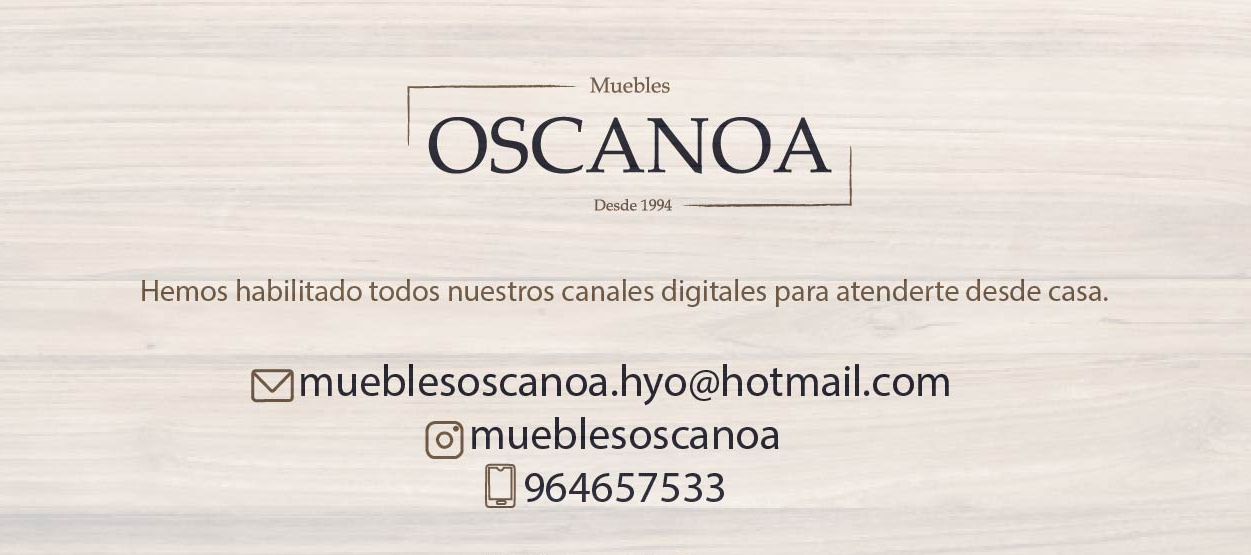 Muebles
OSCANOA
Desde 1994
Hemos habilitado todos nuestros canales digitales para atenderte desde casa.
mueblesoscanoa.hyo@hotmail.com
mueblesoscanoa
964657533